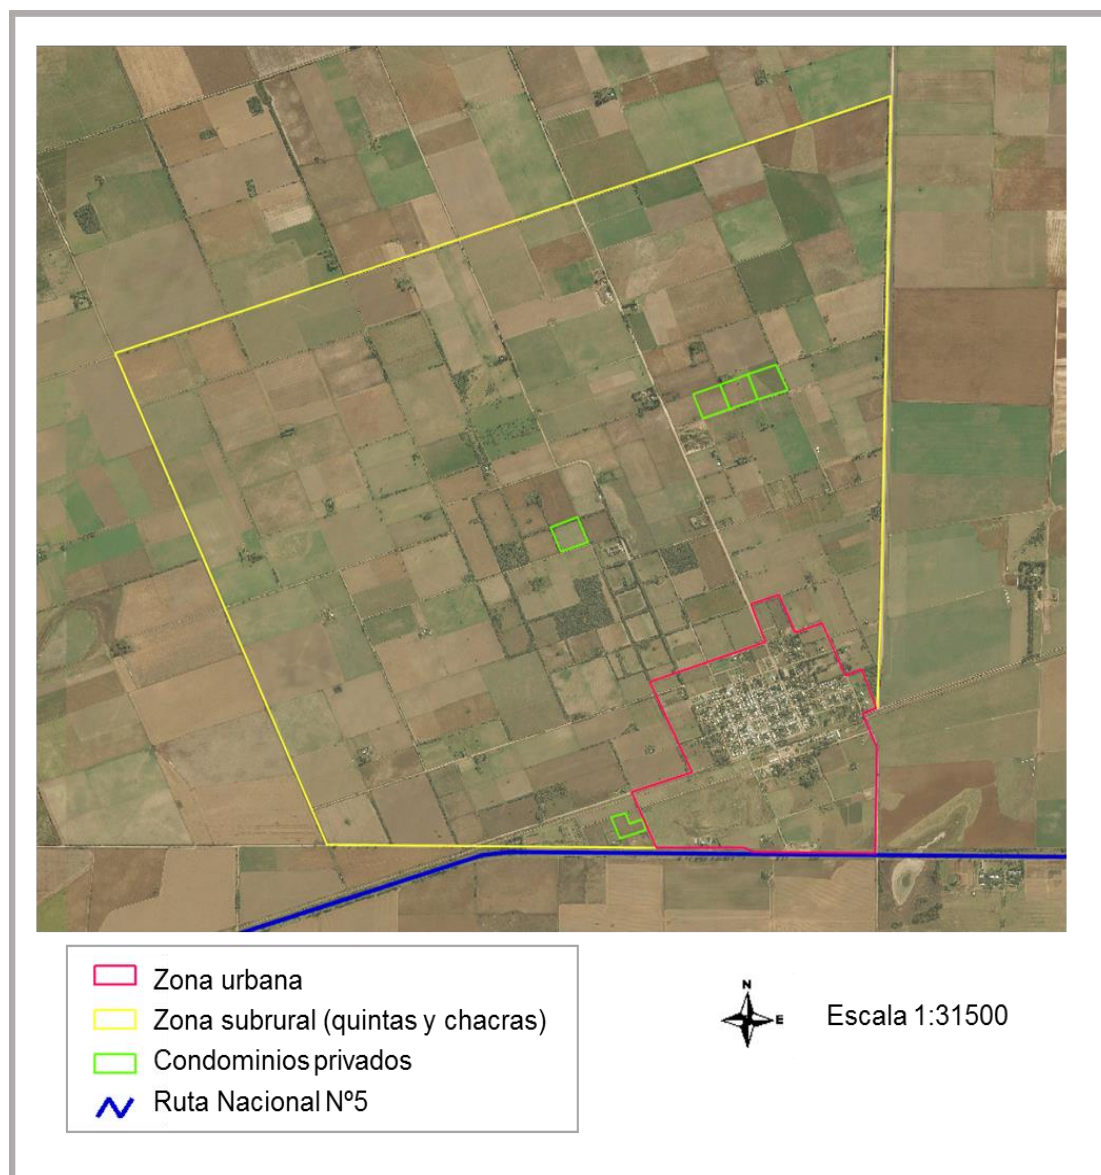 Zona urbana
Zona subrural (quintas y chacras)
Condominios privados
Ruta Nacional Nº5
N
E
Escala 1:31500